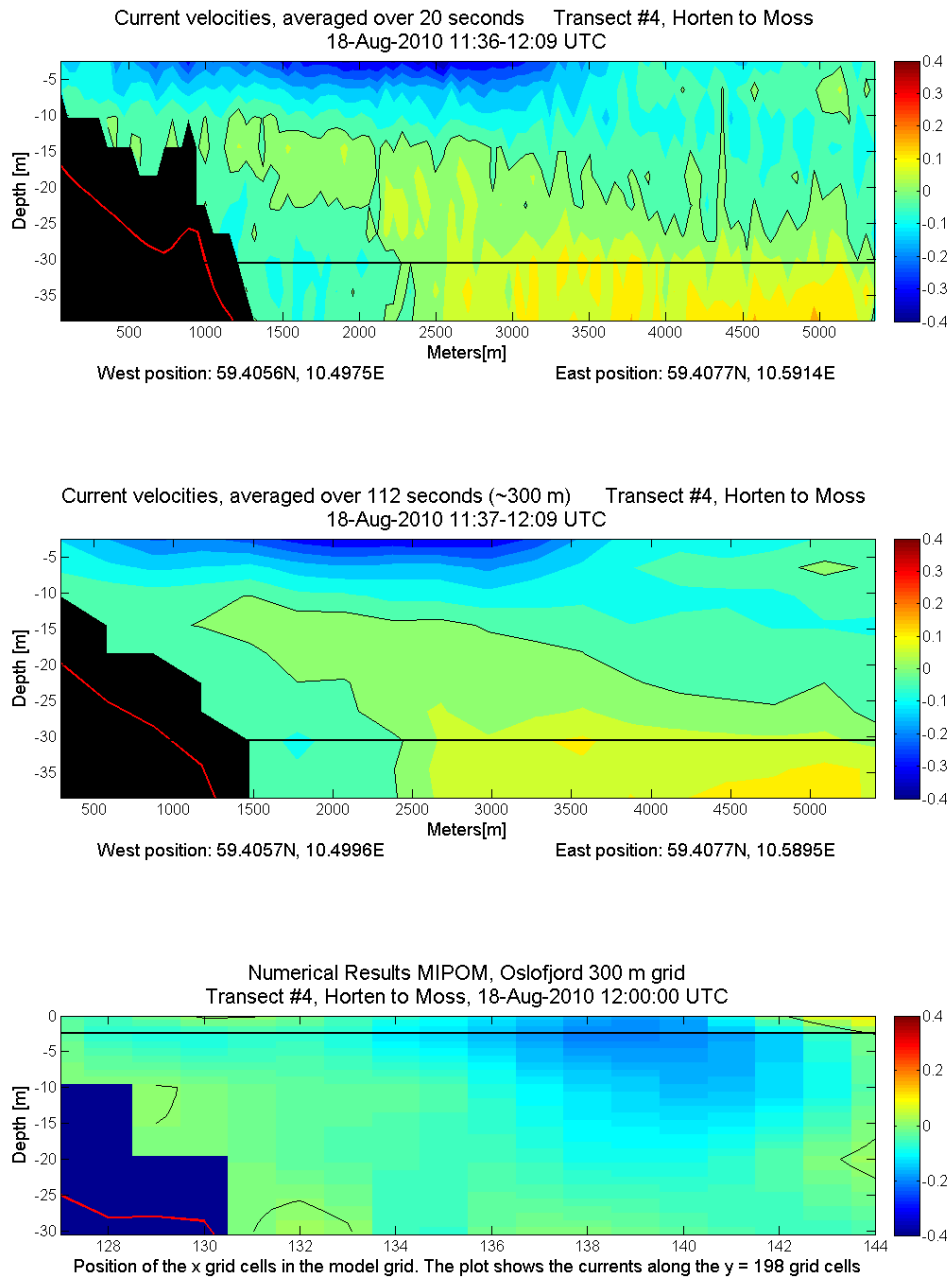 Current velocities, averaged over 20 seconds Transect #4, Horten to Moss
18-Aug-2010 11:36-12:09 UTC
Depth [m]
-5
-10
-15
-20
-25
-30
-35
500 1000 1500 2000 2500 3000 3500 4000 4500 5000
Meters[m]
0.4
0.3
0.2
0.1
0
-0.1
-0.2
-0.3
-0.4
West position: 59.4056N, 10.4975E East position: 59.4077N, 10.5914E
Current velocities, averaged over 112 seconds (~300 m) Transect #4, Horten to Moss
18-Aug-2010 11:37-12:09 UTC
Depth [m]
-5
-10
-15
-20
-25
-30
-35
500 1000 1500 2000 2500 3000 3500 4000 4500 5000
Meters[m]
0.4
0.3
0.2
0.1
0
-0.1
-0.2
-0.3
-0.4
West position: 59.4057N, 10.4996E East position: 59.4077N, 10.5895E
Numerical Results MIPOM, Oslofjord 300 m grid
Transect #4, Horten to Moss, 18-Aug-2010 12:00:00 UTC
Depth [m]
0
-5
-10
-15
-20
-25
-30
128 130 132 134 136 138 140 142 144
0.4
0.3
0.2
0.1
0
-0.1
-0.2
-0.3
-0.4
Position of the x grid cells in the model grid. The plot shows the currents along the y = 198 grid cells